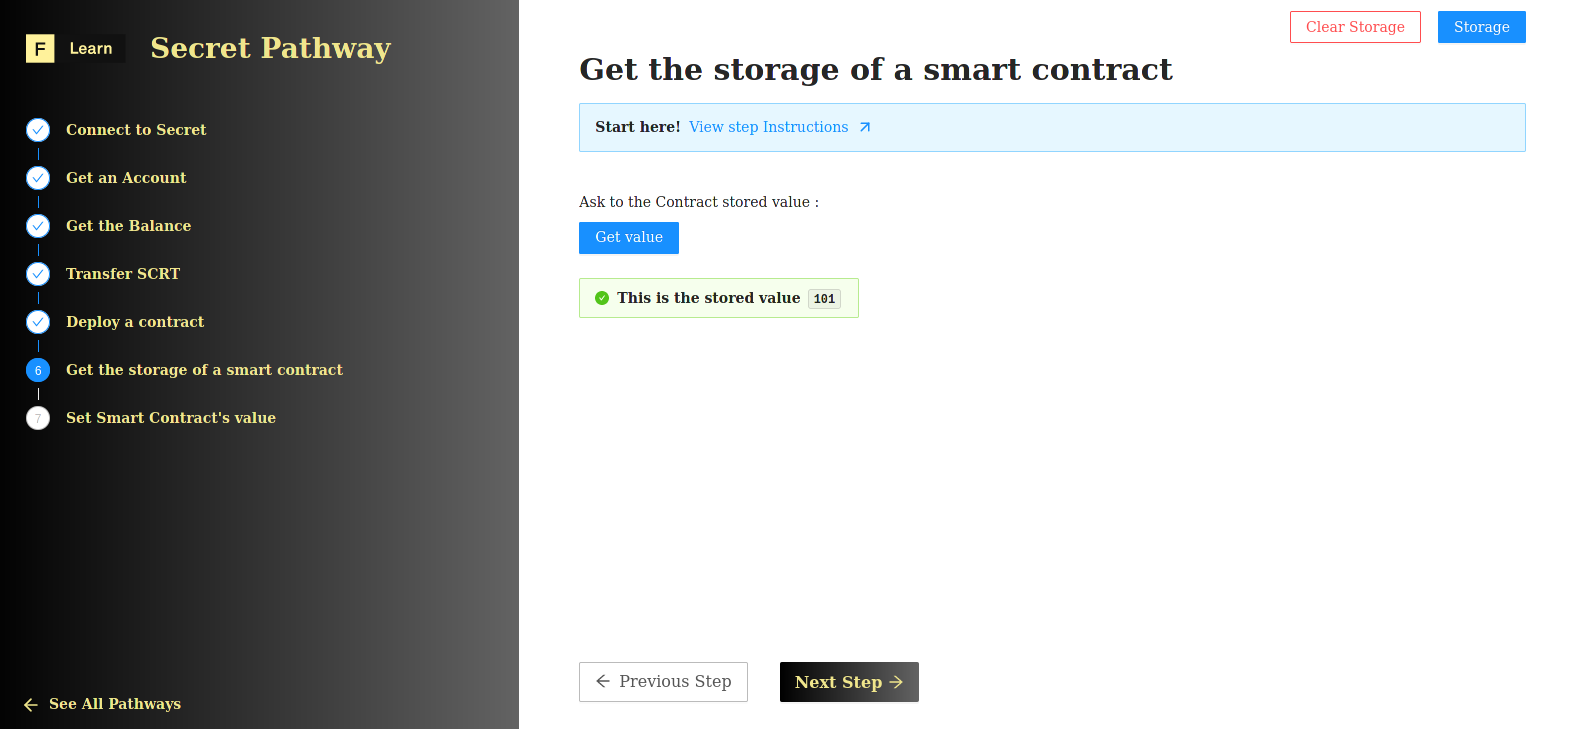 F Learn
Secret Pathway
Connect to Secret
Get an Account
Get the Balance
Transfer SCRT
Deploy a contract
6 Get the storage of a smart contract
7 Set Smart Contract's value
See All Pathways
Clear Storage
Storage
Get the storage of a smart contract
Start here! View step Instructions
Ask to the Contract stored value :
Get value
This is the stored value 101
Previous Step
Next Step